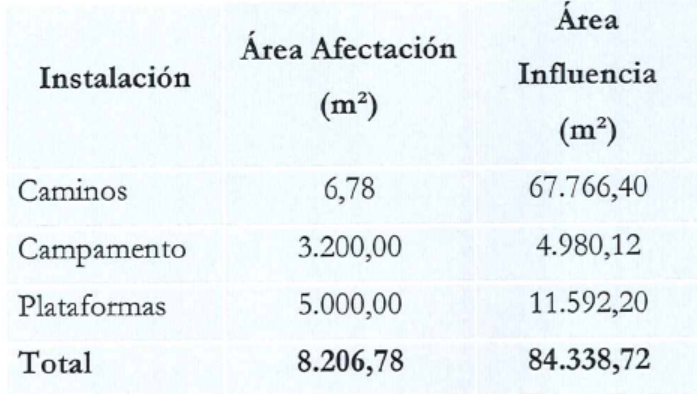 Instalación Área Afectación (m²) Área Influencia (m²)
Caminos 6,78 67.766,40
Campamento 3.200,00 4.980,12
Plataformas 5.000,00 11.592,20
Total 8.206,78 84.338,72